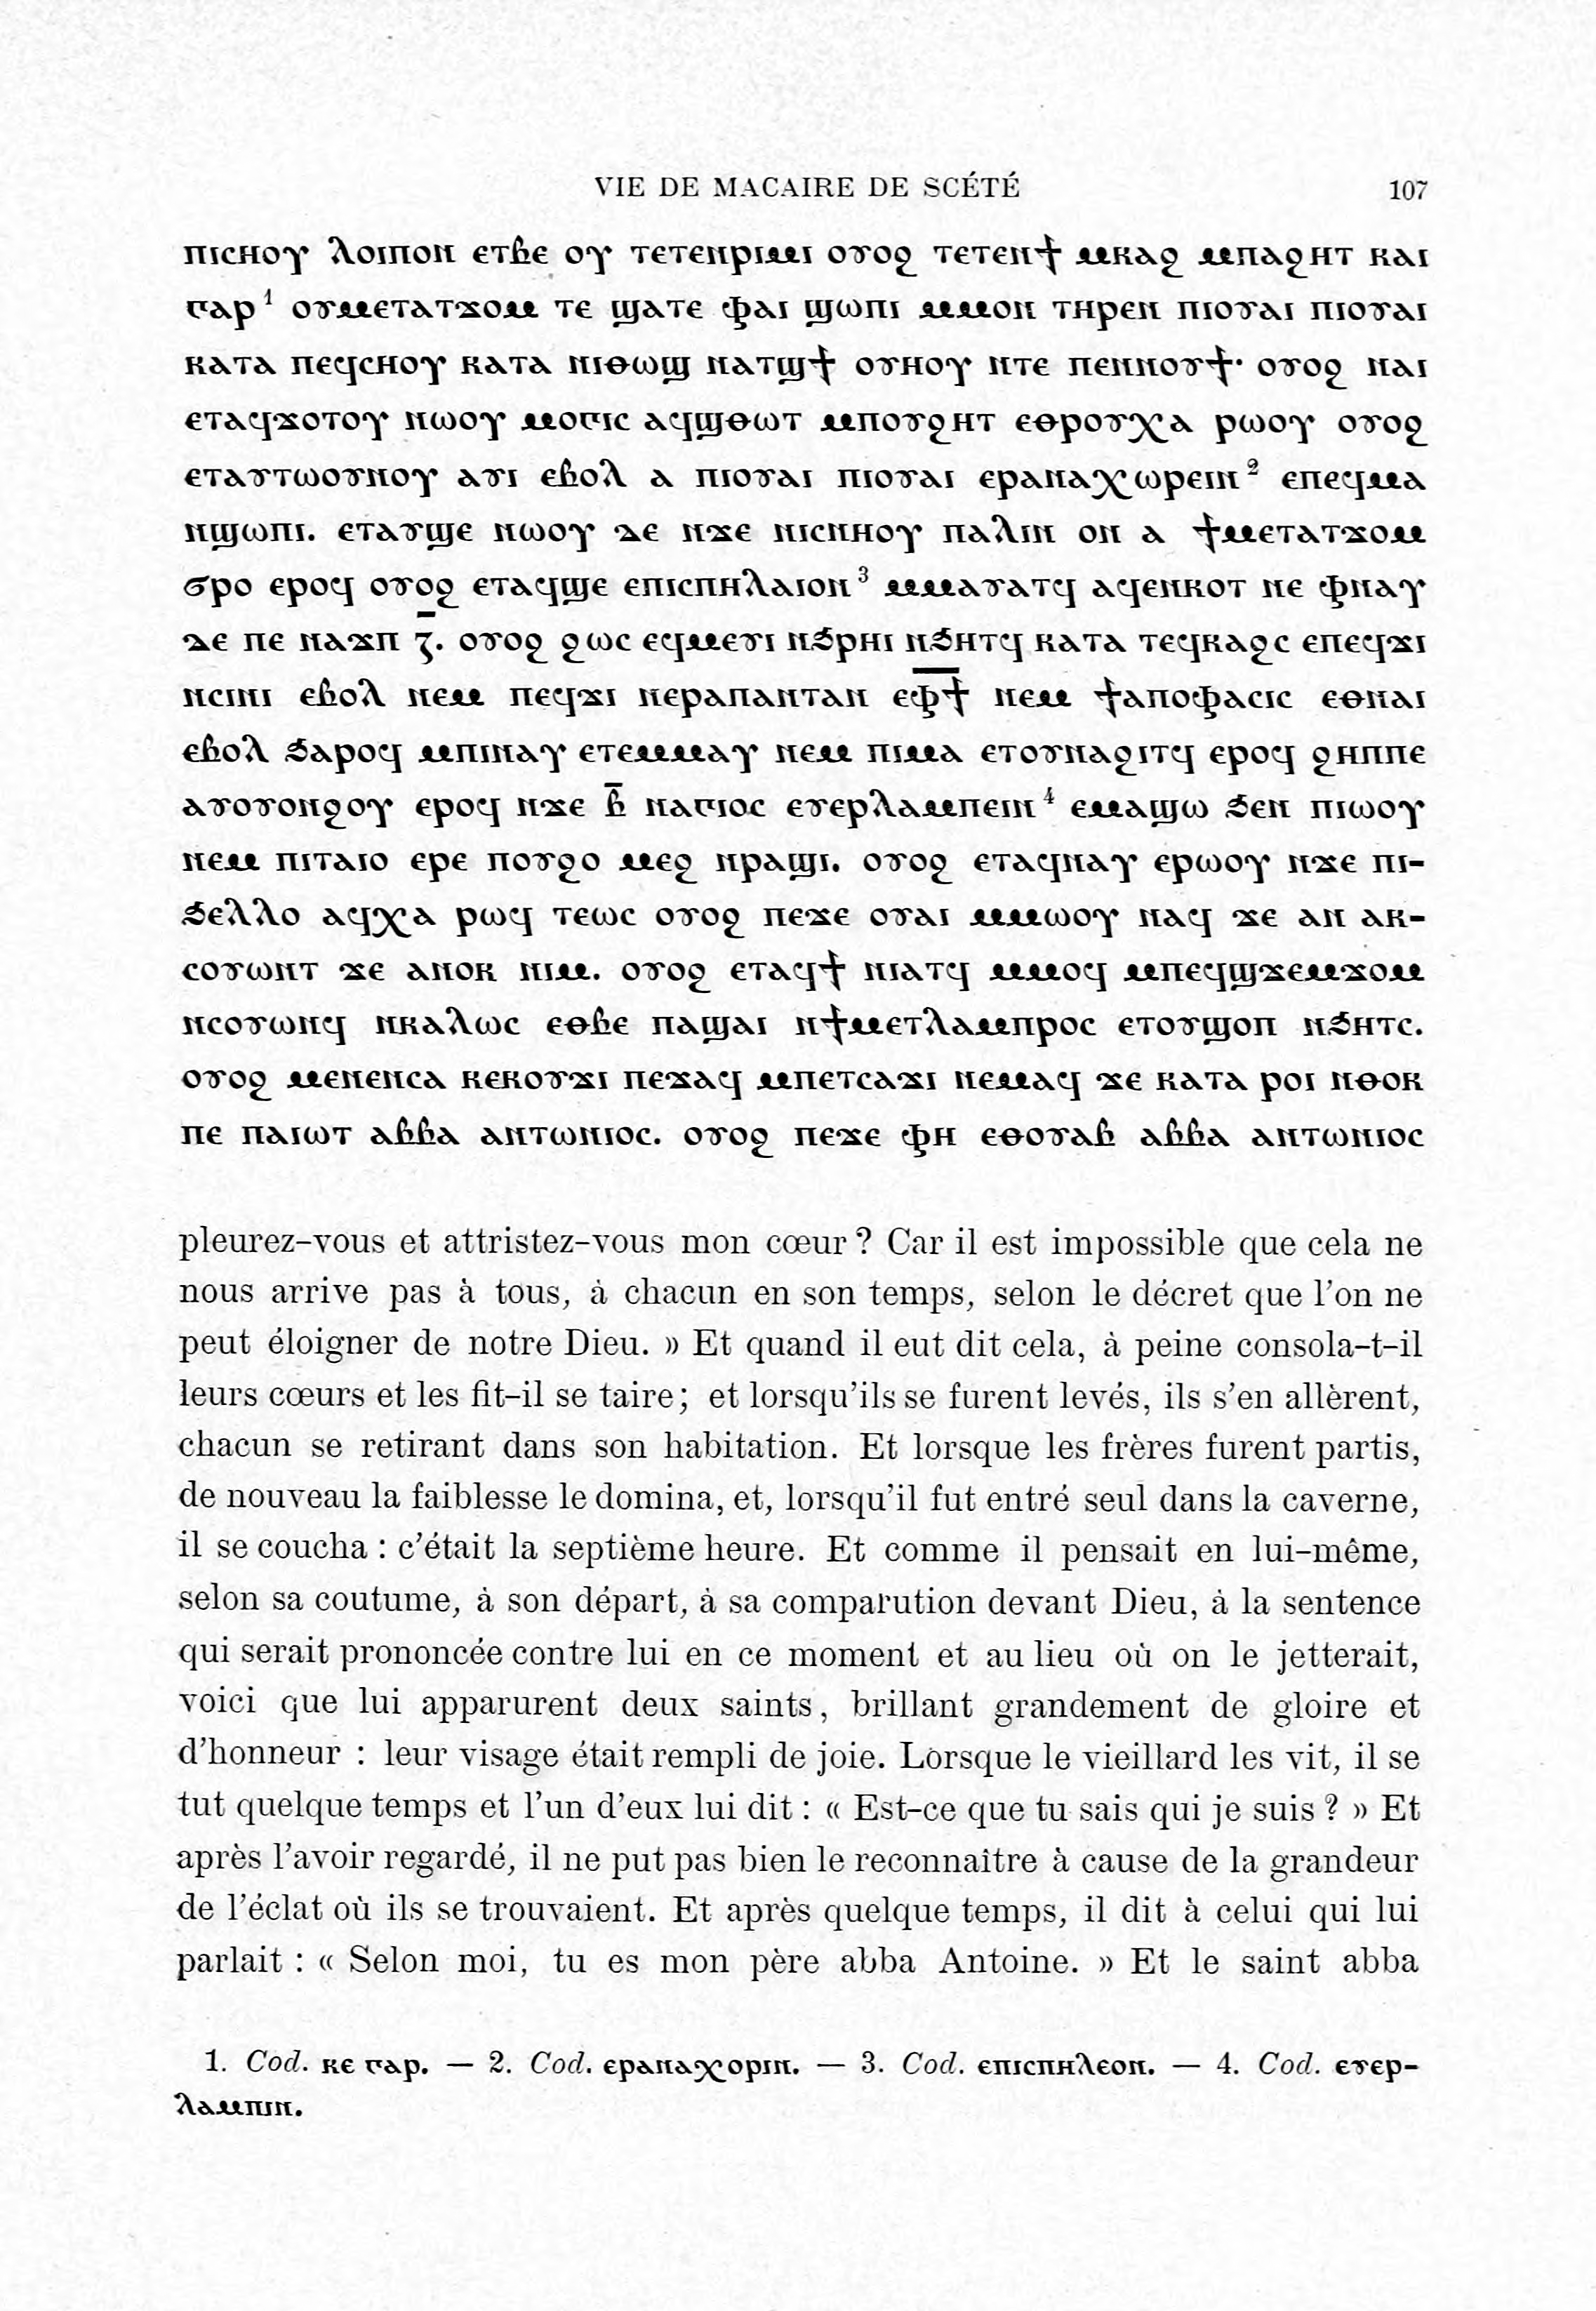 VIE DE MACAIRE DE SCÉTÉ 107
ⲡⲓⲥⲏⲟⲩ ⲗⲟⲓⲡⲟⲛ ⲉⲧⲃⲉ ⲟⲩ ⲧⲉⲧⲉⲛⲣⲓⲙⲓ ⲟⲩⲟϩ ⲧⲉⲧⲉⲛϯ ⲙⲕⲁϩ ⲙⲡⲁϩⲏⲧ ⲕⲁⲓ
ⲅⲁⲣ¹ ⲟⲩⲙⲉⲧⲁⲧϫⲟⲙ ⲧⲉ ϣⲁⲧⲉ ⲫⲁⲓ ϣⲱⲡⲓ ⲙⲙⲟⲛ ⲧⲏⲣⲉⲛ ⲡⲓⲟⲩⲁⲓ ⲡⲓⲟⲩⲁⲓ
ⲕⲁⲧⲁ ⲡⲉϥⲥⲏⲟⲩ ⲕⲁⲧⲁ ⲛⲓⲑⲱϣ ⲛⲁⲧϣϯ ⲟⲩⲏⲟⲩ ⲛⲧⲉ ⲡⲉⲛⲛⲟⲩϯ· ⲟⲩⲟϩ ⲛⲁⲓ
ⲉⲧⲁϥϫⲟⲧⲟⲩ ⲛⲱⲟⲩ ⲙⲟⲅⲓⲥ ⲁϥϣⲑⲱⲧ ⲙⲡⲟⲩϩⲏⲧ ⲉⲑⲣⲟⲩⲭⲁ ⲣⲱⲟⲩ ⲟⲩⲟϩ
ⲉⲧⲁⲩⲧⲱⲟⲩⲛⲟⲩ ⲁⲩⲓ ⲉⲃⲟⲗ ⲁ ⲡⲓⲟⲩⲁⲓ ⲡⲓⲟⲩⲁⲓ ⲉⲣⲁⲛⲁⲭⲱⲣⲉⲓⲛ² ⲉⲡⲉϥⲙⲁ
ⲛϣⲱⲡⲓ. ⲉⲧⲁⲩϣⲉ ⲛⲱⲟⲩ ⲇⲉ ⲛϫⲉ ⲛⲓⲥⲛⲏⲟⲩ ⲡⲁⲗⲓⲛ ⲟⲛ ⲁ ϯⲙⲉⲧⲁⲧϫⲟⲙ
ϭⲣⲟ ⲉⲣⲟϥ ⲟⲩⲟϩ ⲉⲧⲁϥϣⲉ ⲉⲡⲓⲥⲡⲏⲗⲁⲓⲟⲛ³ ⲙⲙⲁⲩⲁⲧϥ ⲁϥⲉⲛⲕⲟⲧ ⲛⲉ ⲫⲛⲁⲩ
ⲇⲉ ⲡⲉ ⲛⲁϫⲡ ⲍ̅. ⲟⲩⲟϩ ϩⲱⲥ ⲉϥⲙⲉⲩⲓ ⲛϧⲣⲏⲓ ⲛϧⲏⲧϥ ⲕⲁⲧⲁ ⲧⲉϥⲕⲁϩⲥ ⲉⲡⲉϥϫⲓ
ⲛⲥⲓⲛⲓ ⲉⲃⲟⲗ ⲛⲉⲙ ⲡⲉϥϫⲓ ⲛⲉⲣⲁⲡⲁⲛⲧⲁⲛ ⲉⲫ̅ϯ̅ ⲛⲉⲙ ϯⲁⲡⲟⲫⲁⲥⲓⲥ ⲉⲑⲛⲁⲓ
ⲉⲃⲟⲗ ϧⲁⲣⲟϥ ⲙⲡⲓⲛⲁⲩ ⲉⲧⲉⲙⲙⲁⲩ ⲛⲉⲙ ⲡⲓⲙⲁ ⲉⲧⲟⲩⲛⲁϩⲓⲧϥ ⲉⲣⲟϥ ϩⲏⲡⲡⲉ
ⲁⲩⲟⲩⲟⲛϩⲟⲩ ⲉⲣⲟϥ ⲛϫⲉ ⲃ̅ ⲛⲁⲅⲓⲟⲥ ⲉⲩⲉⲣⲗⲁⲙⲡⲉⲓⲛ⁴ ⲉⲙⲁϣⲱ ϧⲉⲛ ⲡⲓⲱⲟⲩ
ⲛⲉⲙ ⲡⲓⲧⲁⲓⲟ ⲉⲣⲉ ⲡⲟⲩϩⲟ ⲙⲉϩ ⲛⲣⲁϣⲓ. ⲟⲩⲟϩ ⲉⲧⲁϥⲛⲁⲩ ⲉⲣⲱⲟⲩ ⲛϫⲉ ⲡⲓ-
ϧⲉⲗⲗⲟ ⲁϥⲭⲁ ⲣⲱϥ ⲧⲉⲱⲥ ⲟⲩⲟϩ ⲡⲉϫⲉ ⲟⲩⲁⲓ ⲙⲙⲱⲟⲩ ⲛⲁϥ ϫⲉ ⲁⲛ ⲁⲕ-
ⲥⲟⲩⲱⲛⲧ ϫⲉ ⲁⲛⲟⲕ ⲛⲓⲙ. ⲟⲩⲟϩ ⲉⲧⲁϥϯ ⲛⲓⲁⲧϥ ⲙⲙⲟϥ ⲙⲡⲉϥϣϫⲉⲙϫⲟⲙ
ⲛⲥⲟⲩⲱⲛϥ ⲛⲕⲁⲗⲱⲥ ⲉⲑⲃⲉ ⲡⲁϣⲁⲓ ⲛϯⲙⲉⲧⲗⲁⲙⲡⲣⲟⲥ ⲉⲧⲟⲩϣⲟⲡ ⲛϧⲏⲧⲥ.
ⲟⲩⲟϩ ⲙⲉⲛⲉⲛⲥⲁ ⲕⲉⲕⲟⲩϫⲓ ⲡⲉϫⲁϥ ⲙⲡⲉⲧⲥⲁϫⲓ ⲛⲉⲙⲁϥ ϫⲉ ⲕⲁⲧⲁ ⲣⲟⲓ ⲛⲑⲟⲕ
ⲡⲉ ⲡⲁⲓⲱⲧ ⲁⲃⲃⲁ ⲁⲛⲧⲱⲛⲓⲟⲥ. ⲟⲩⲟϩ ⲡⲉϫⲉ ⲫⲏ ⲉⲑⲟⲩⲁⲃ ⲁⲃⲃⲁ ⲁⲛⲧⲱⲛⲓⲟⲥ
pleurez-vous et attristez-vous mon cœur ? Car il est impossible que cela ne
nous arrive pas à tous, à chacun en son temps, selon le décret que l'on ne
peut éloigner de notre Dieu. » Et quand il eut dit cela, à peine consola-t-il
leurs cœurs et les fit-il se taire; et lorsqu'ils se furent levés, ils s'en allèrent,
chacun se retirant dans son habitation. Et lorsque les frères furent partis,
de nouveau la faiblesse le domina, et, lorsqu'il fut entré seul dans la caverne,
il se coucha : c'était la septième heure. Et comme il pensait en lui-même,
selon sa coutume, à son départ, à sa comparution devant Dieu, à la sentence
qui serait prononcée contre lui en ce moment et au lieu où on le jetterait,
voici que lui apparurent deux saints, brillant grandement de gloire et
d'honneur : leur visage était rempli de joie. Lorsque le vieillard les vit, il se
tut quelque temps et l'un d'eux lui dit : « Est-ce que tu sais qui je suis ? » Et
après l'avoir regardé, il ne put pas bien le reconnaître à cause de la grandeur
de l'éclat où ils se trouvaient. Et après quelque temps, il dit à celui qui lui
parlait : « Selon moi, tu es mon père abba Antoine. » Et le saint abba
1. Cod. ⲕⲉ ⲅⲁⲣ. — 2. Cod. ⲉⲣⲁⲛⲁⲭⲟⲣⲓⲛ. — 3. Cod. ⲉⲡⲓⲥⲡⲏⲗⲉⲟⲛ. — 4. Cod. ⲉⲩⲉⲣ-
ⲗⲁⲙⲡⲓⲛ.